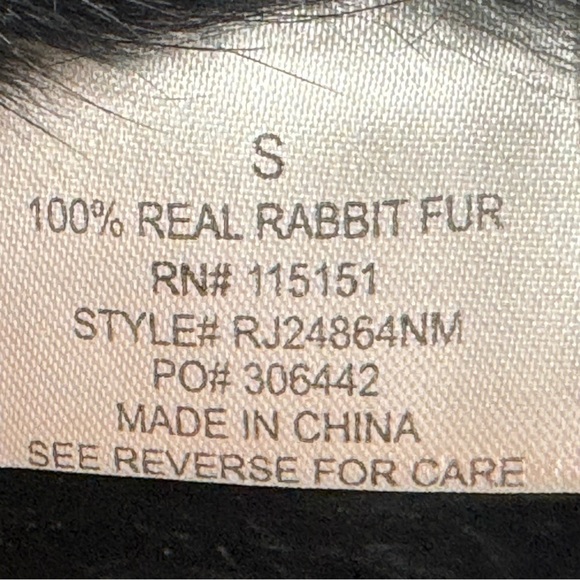 S
100% REAL RABBIT FUR
RN# 115151
STYLE# RJ24864NM
PO# 306442
MADE IN CHINA
SEE REVERSE FOR CARE